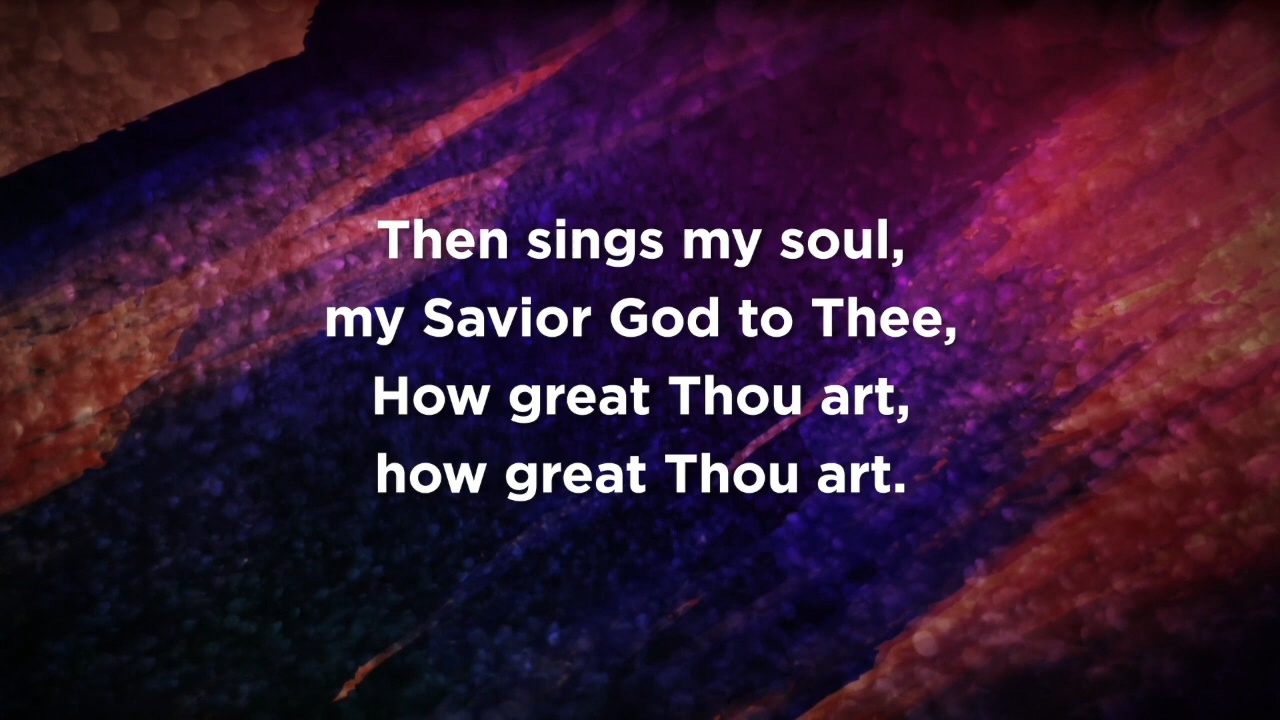 Then sings my soul,
my Savior God to Thee,
How great Thou art,
how great Thou art.